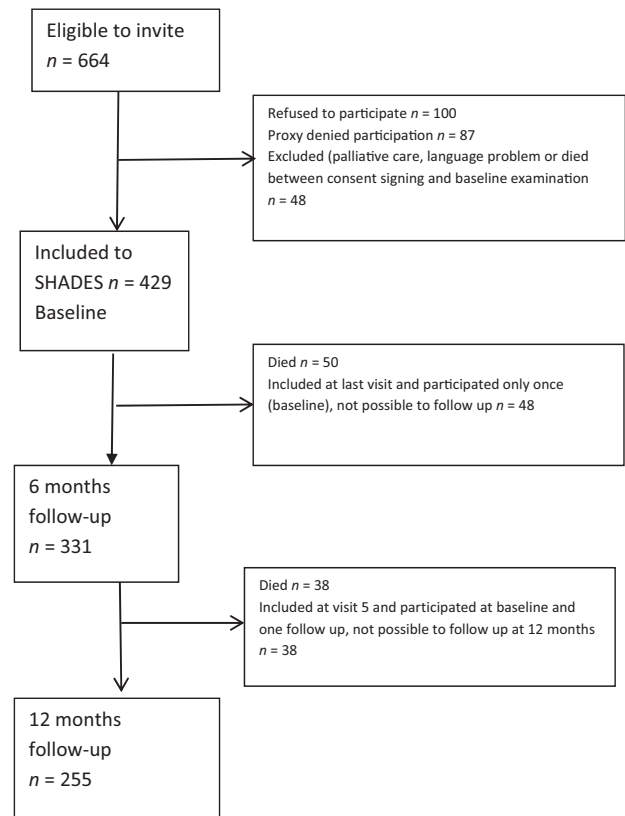 Eligible to invite
n = 664
Refused to participate n = 100
Proxy denied participation n = 87
Excluded (palliative care, language problem or died
between consent signing and baseline examination
n = 48
Included to
SHADES n = 429
Baseline
Died n = 50
Included at last visit and participated only once
(baseline), not possible to follow up n = 48
6 months
follow-up
n = 331
Died n = 38
Included at visit 5 and participated at baseline and
one follow up, not possible to follow up at 12 months
n = 38
12 months
follow-up
n = 255